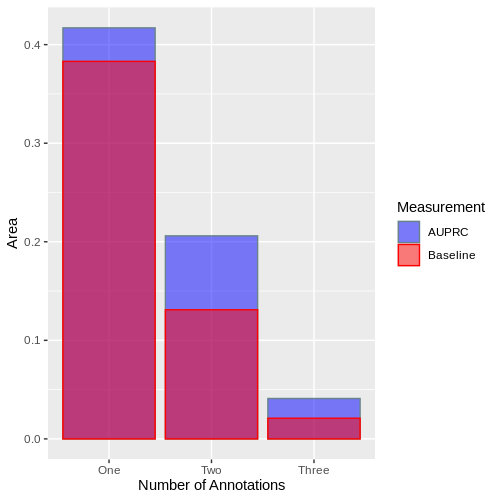 Area
0.4
0.3
0.2
0.1
0.0
One Two Three
Number of Annotations
Measurement
AUPRC
Baseline